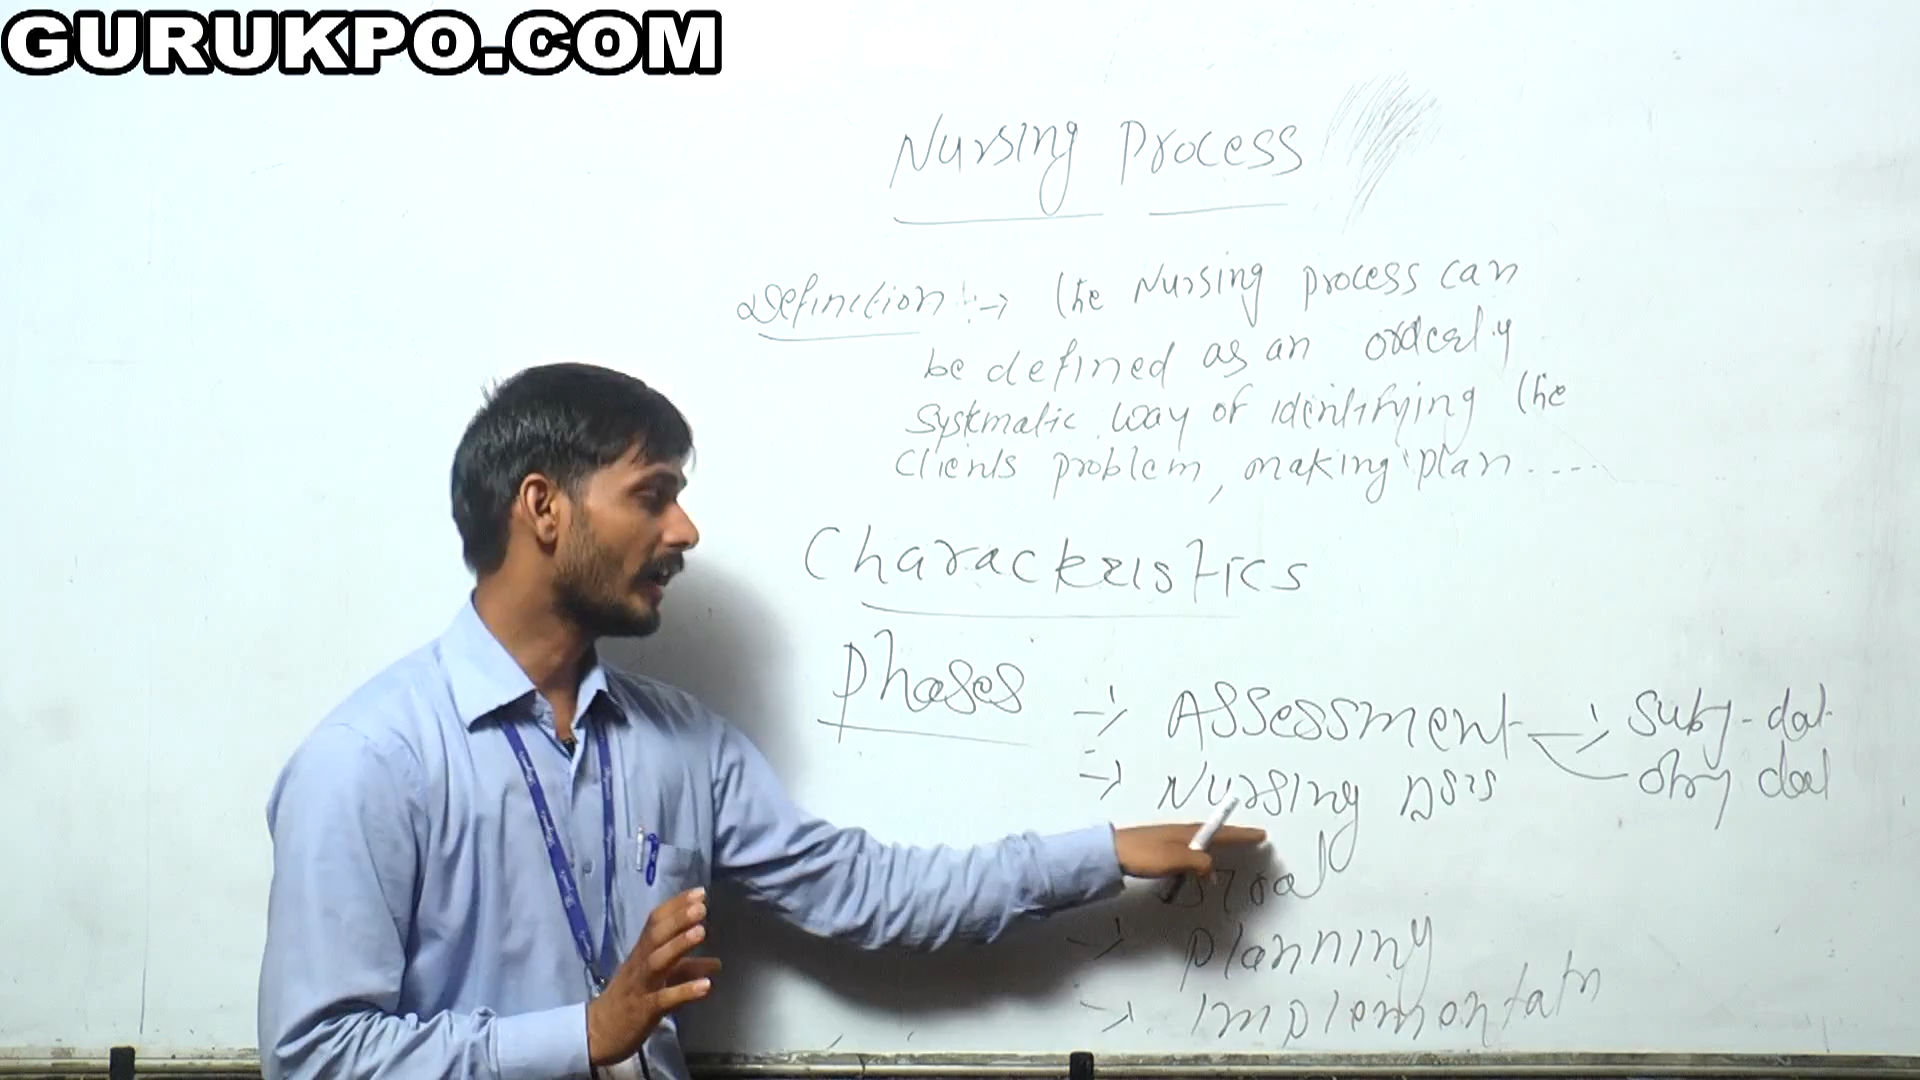 GURUKPO.COM
Nursing Process
Definition :→ The Nursing process can
be defined as an orderly
systematic way of identifying the
Clients problem, making plan ....
Characteristics
Phases → Assessment → Subj-dat
obj dat
→ Nursing
Goal
→ Planning
→ Implementatn